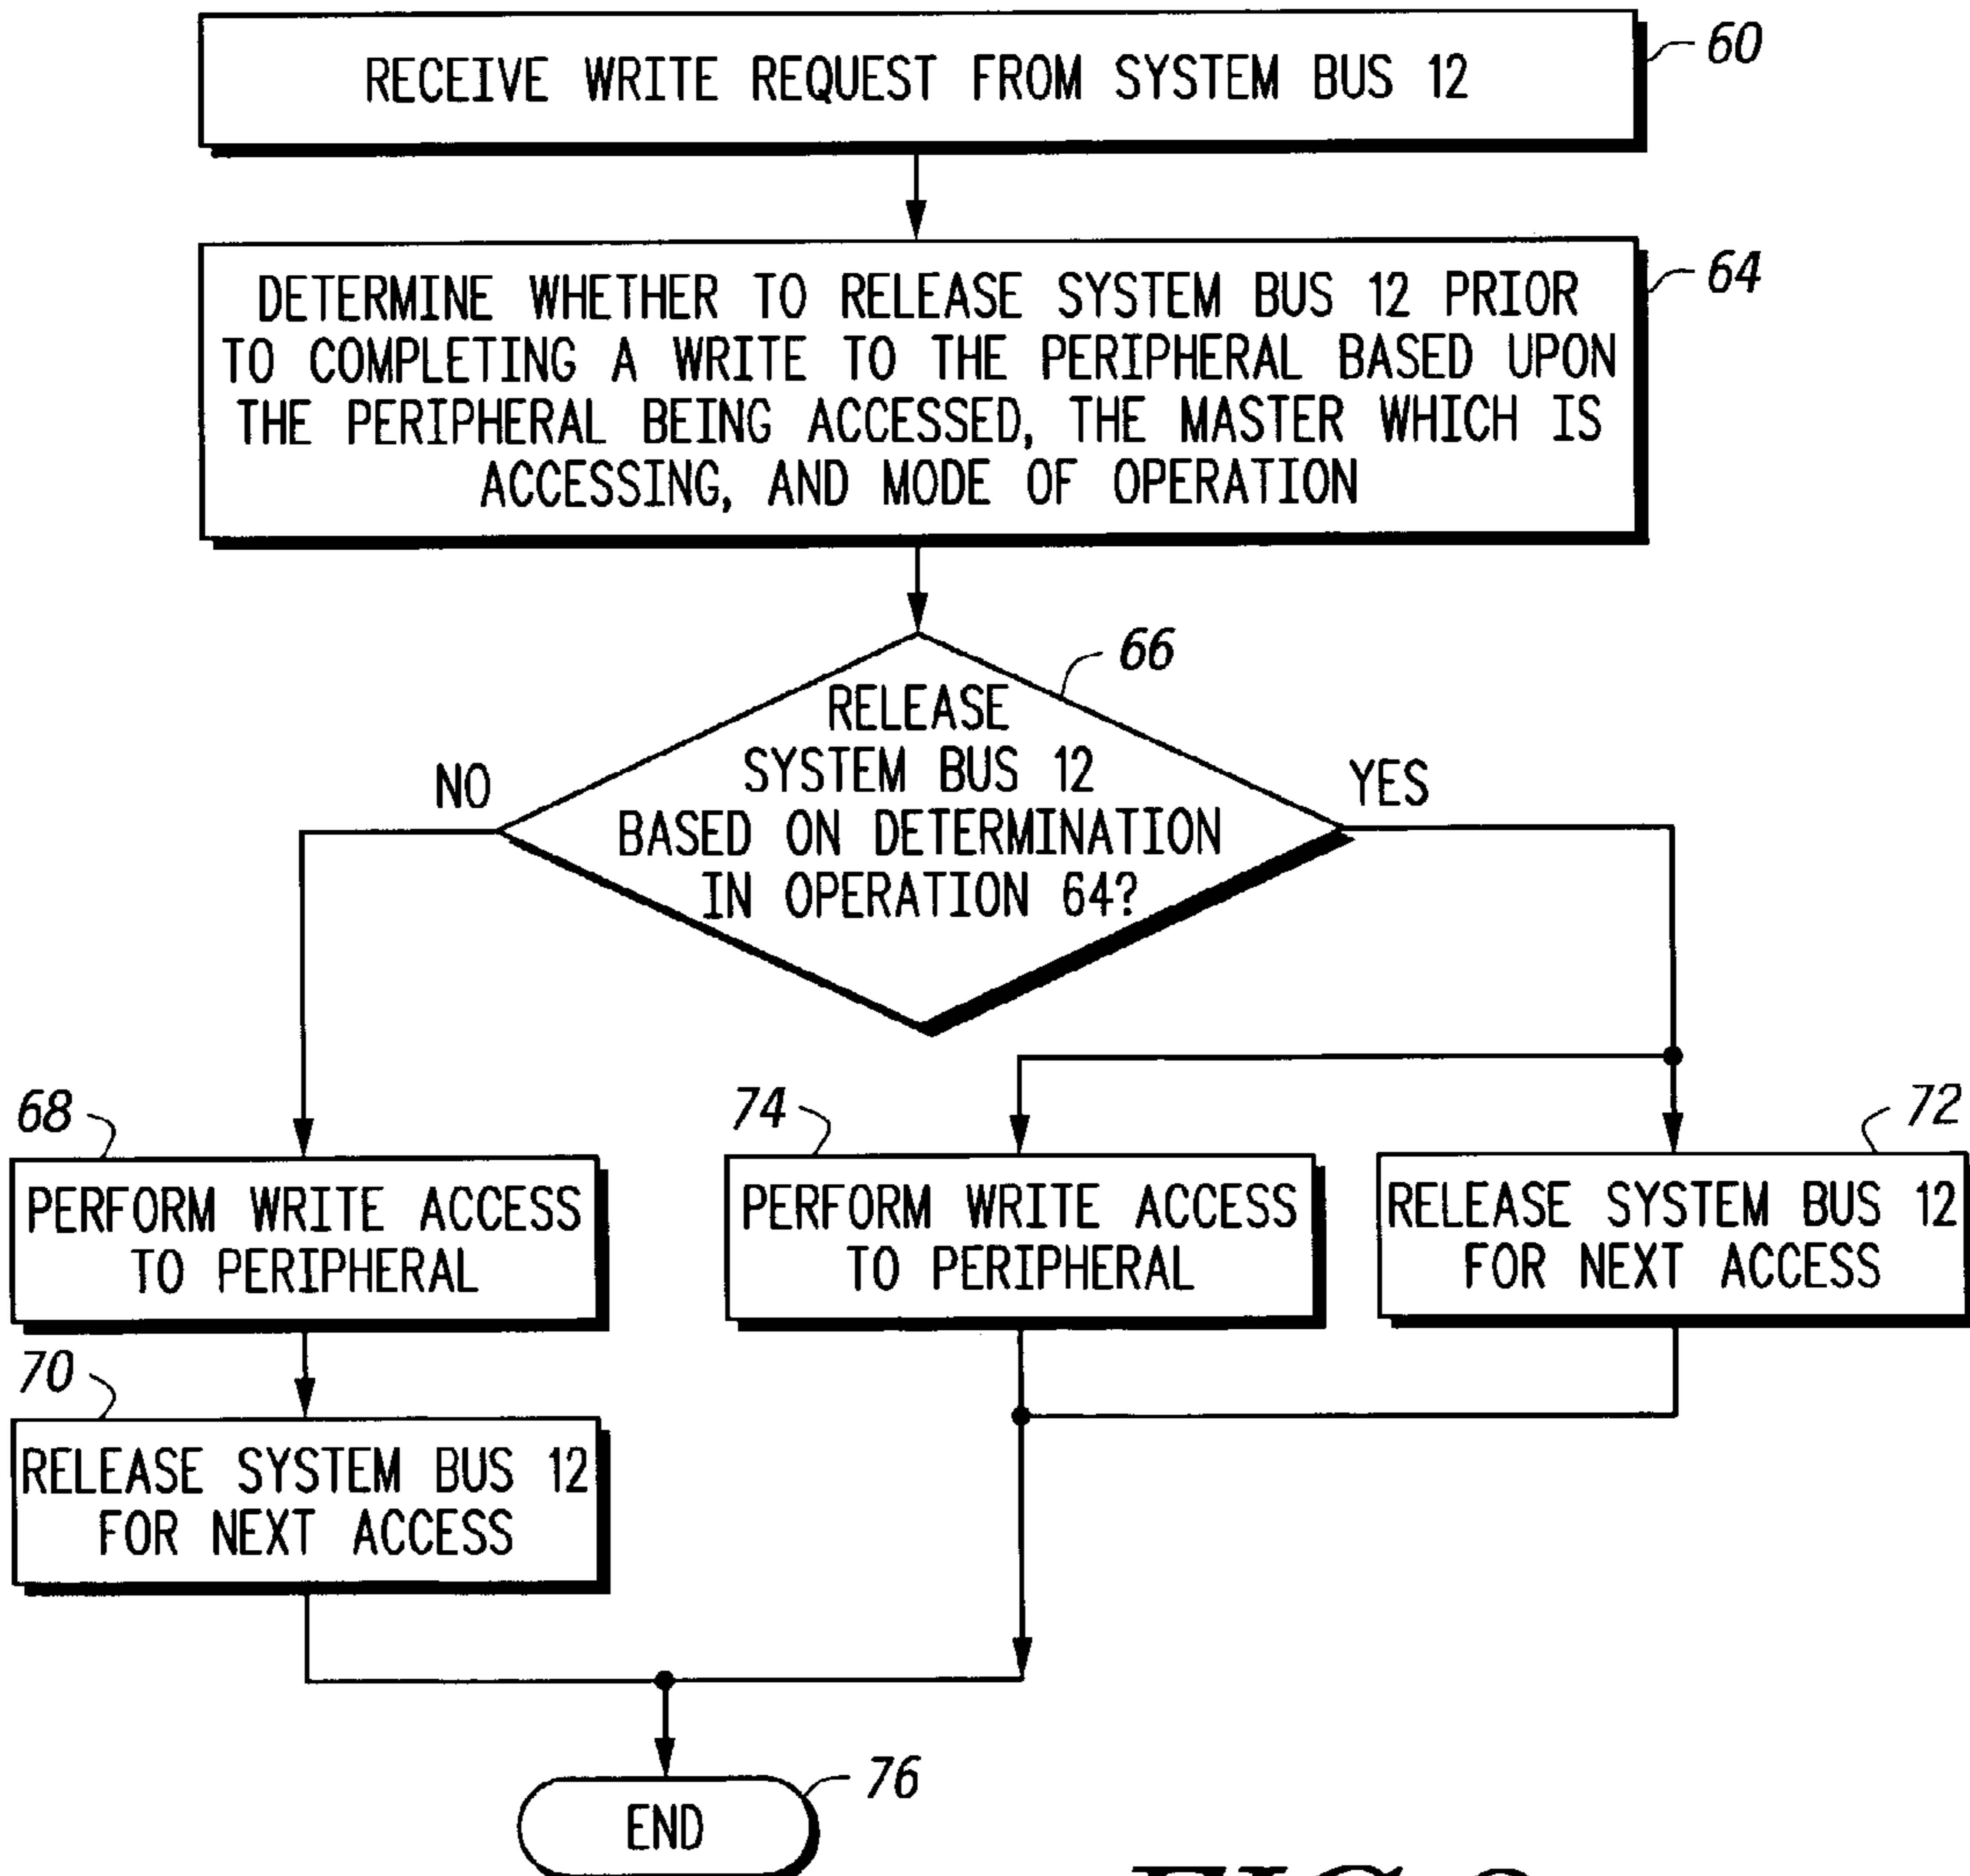 RECEIVE WRITE REQUEST FROM SYSTEM BUS 12
60
DETERMINE WHETHER TO RELEASE SYSTEM BUS 12 PRIOR
TO COMPLETING A WRITE TO THE PERIPHERAL BASED UPON
THE PERIPHERAL BEING ACCESSED, THE MASTER WHICH IS
ACCESSING, AND MODE OF OPERATION
64
66
RELEASE
SYSTEM BUS 12
BASED ON DETERMINATION
IN OPERATION 64?
NO
YES
68
PERFORM WRITE ACCESS
TO PERIPHERAL
74
PERFORM WRITE ACCESS
TO PERIPHERAL
72
RELEASE SYSTEM BUS 12
FOR NEXT ACCESS
70
RELEASE SYSTEM BUS 12
FOR NEXT ACCESS
76
END